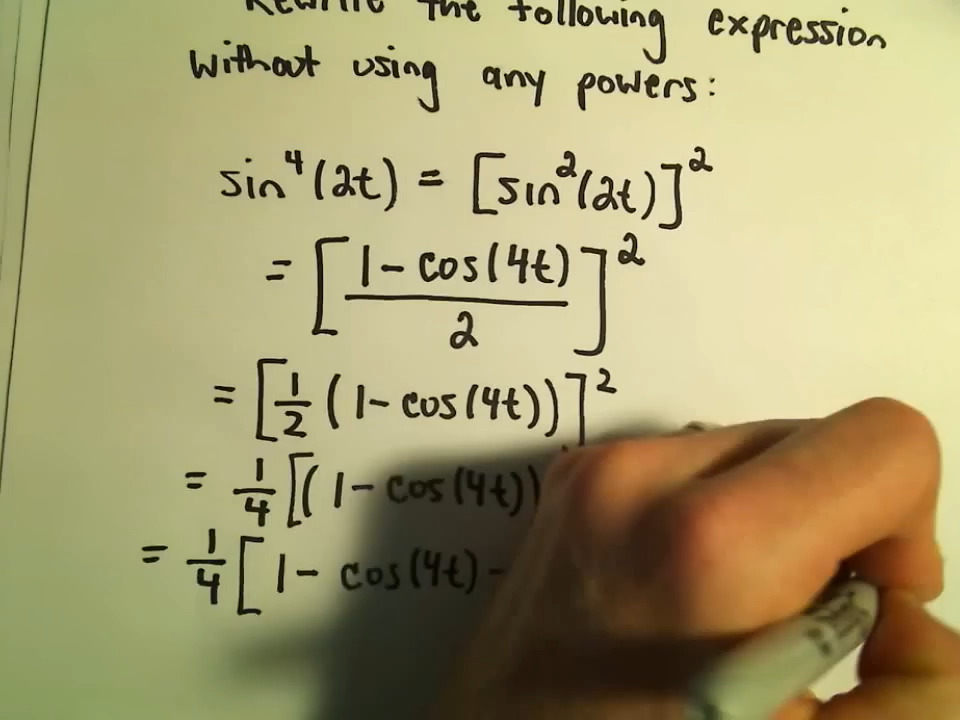 Rewrite the following expression
without using any powers:
sin⁴(2t) = [sin²(2t)]²
= [(1 - cos(4t))/2]²
= [1/2 (1 - cos(4t))]²
= 1/4 [(1 - cos(4t))
= 1/4 [1 - cos(4t) -